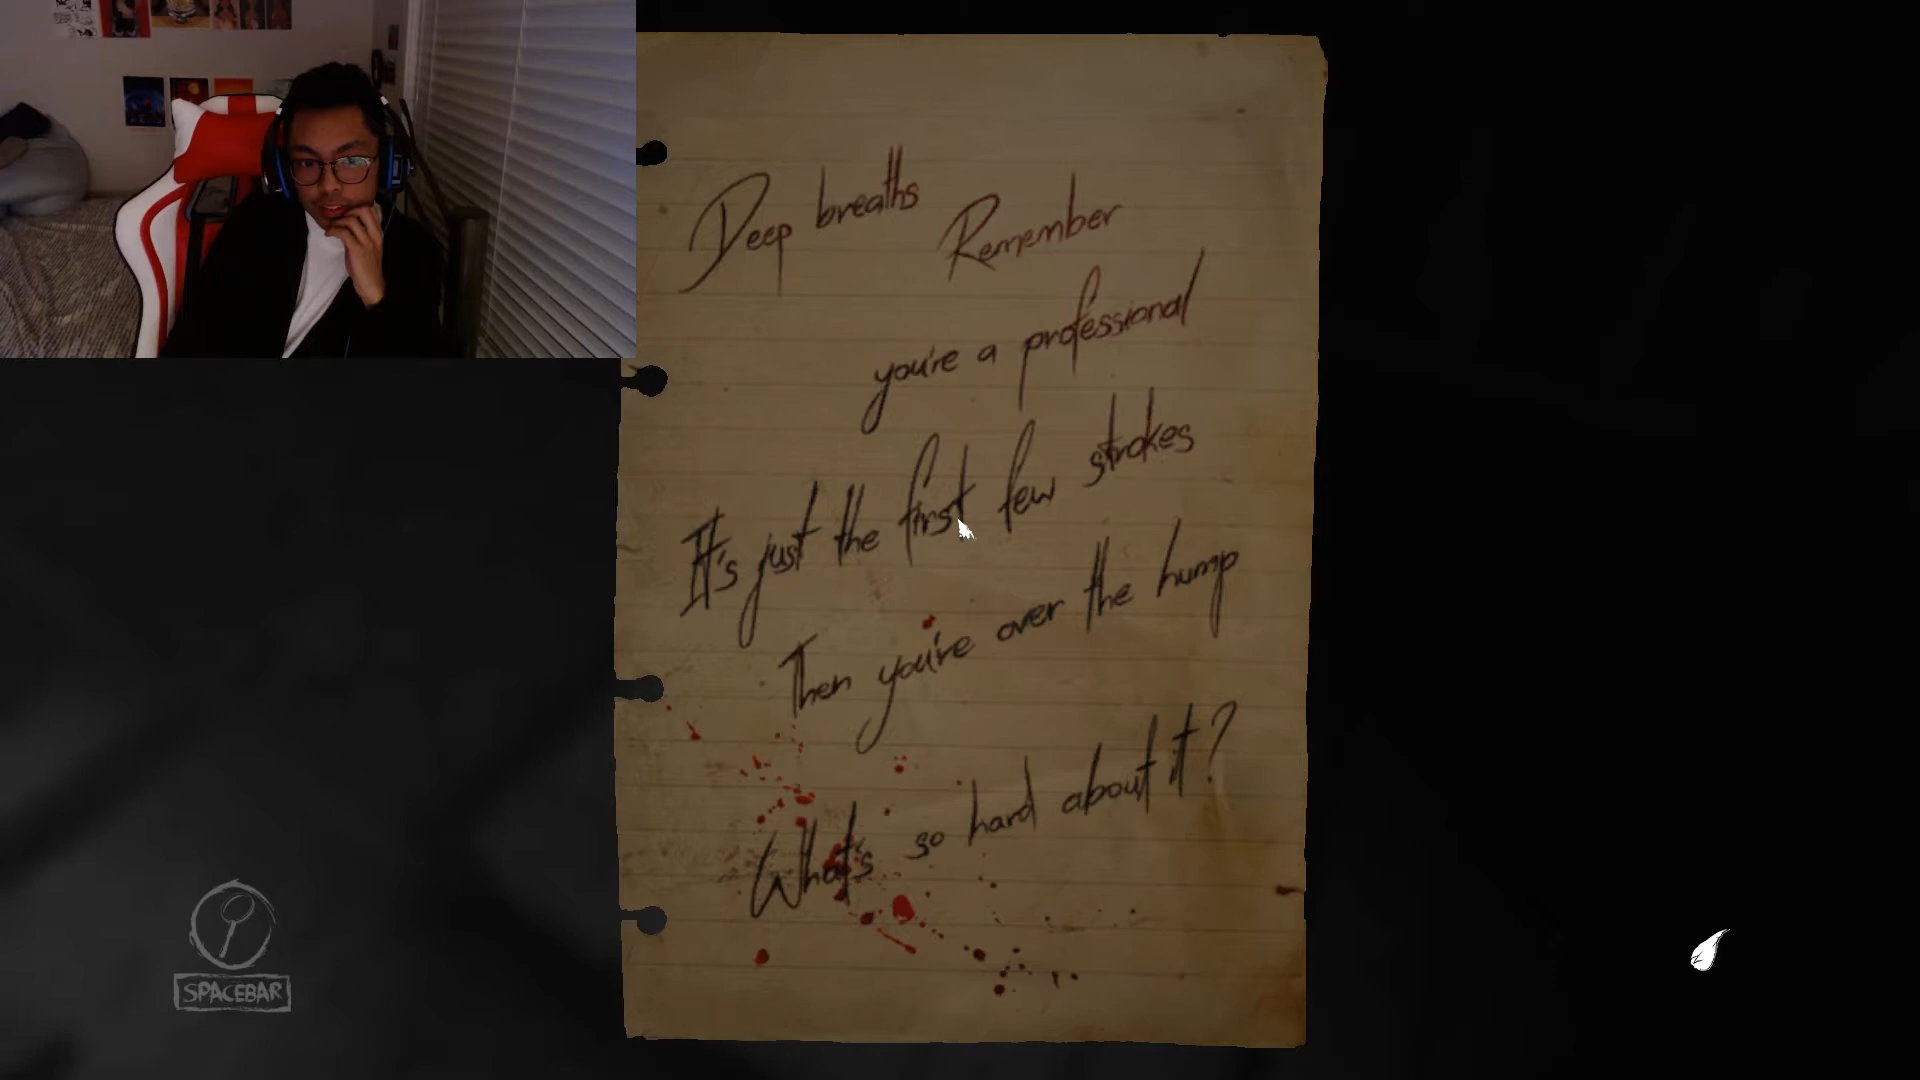 Deep breaths
Remember
you're a professional
It's just the first few strokes
Then you're over the hump
What's so hard about it?
SPACEBAR